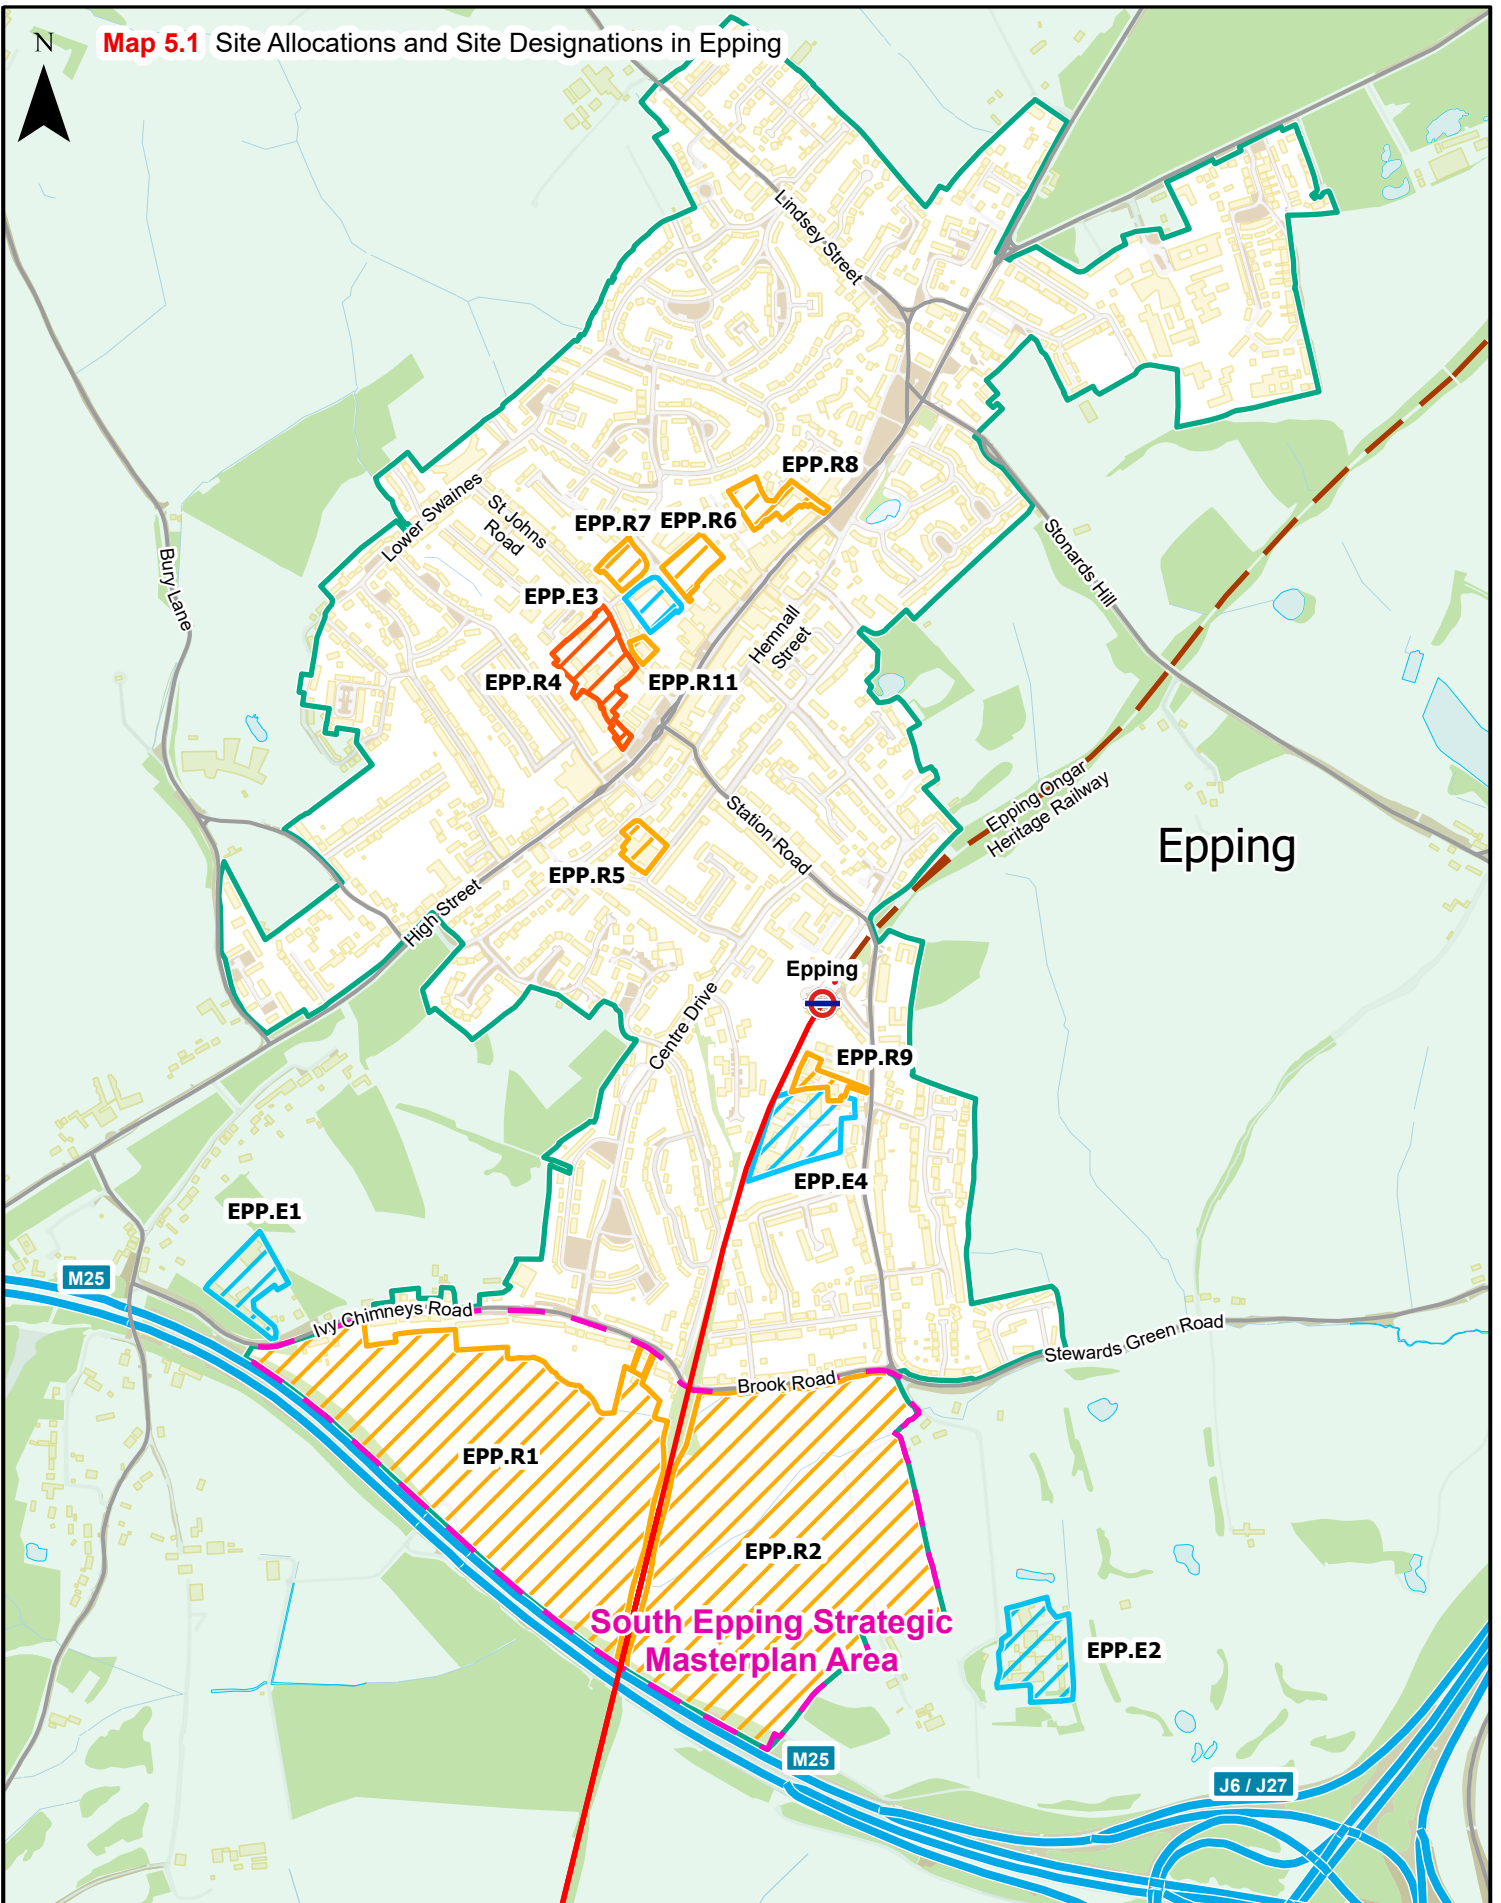 N
Map 5.1 Site Allocations and Site Designations in Epping
Lindsey Street
EPP.R8
Lower Swaines
St Johns
Road
EPP.R7
EPP.R6
Stonards Hill
Bury Lane
EPP.E3
Hemnall
Street
EPP.R4
EPP.R11
Epping Ongar
Heritage Railway
Station Road
Epping
EPP.R5
High Street
Epping
Centre Drive
EPP.R9
EPP.E4
EPP.E1
M25
Ivy Chimneys Road
Stewards Green Road
Brook Road
EPP.R1
EPP.R2
South Epping Strategic
Masterplan Area
EPP.E2
M25
J6 / J27